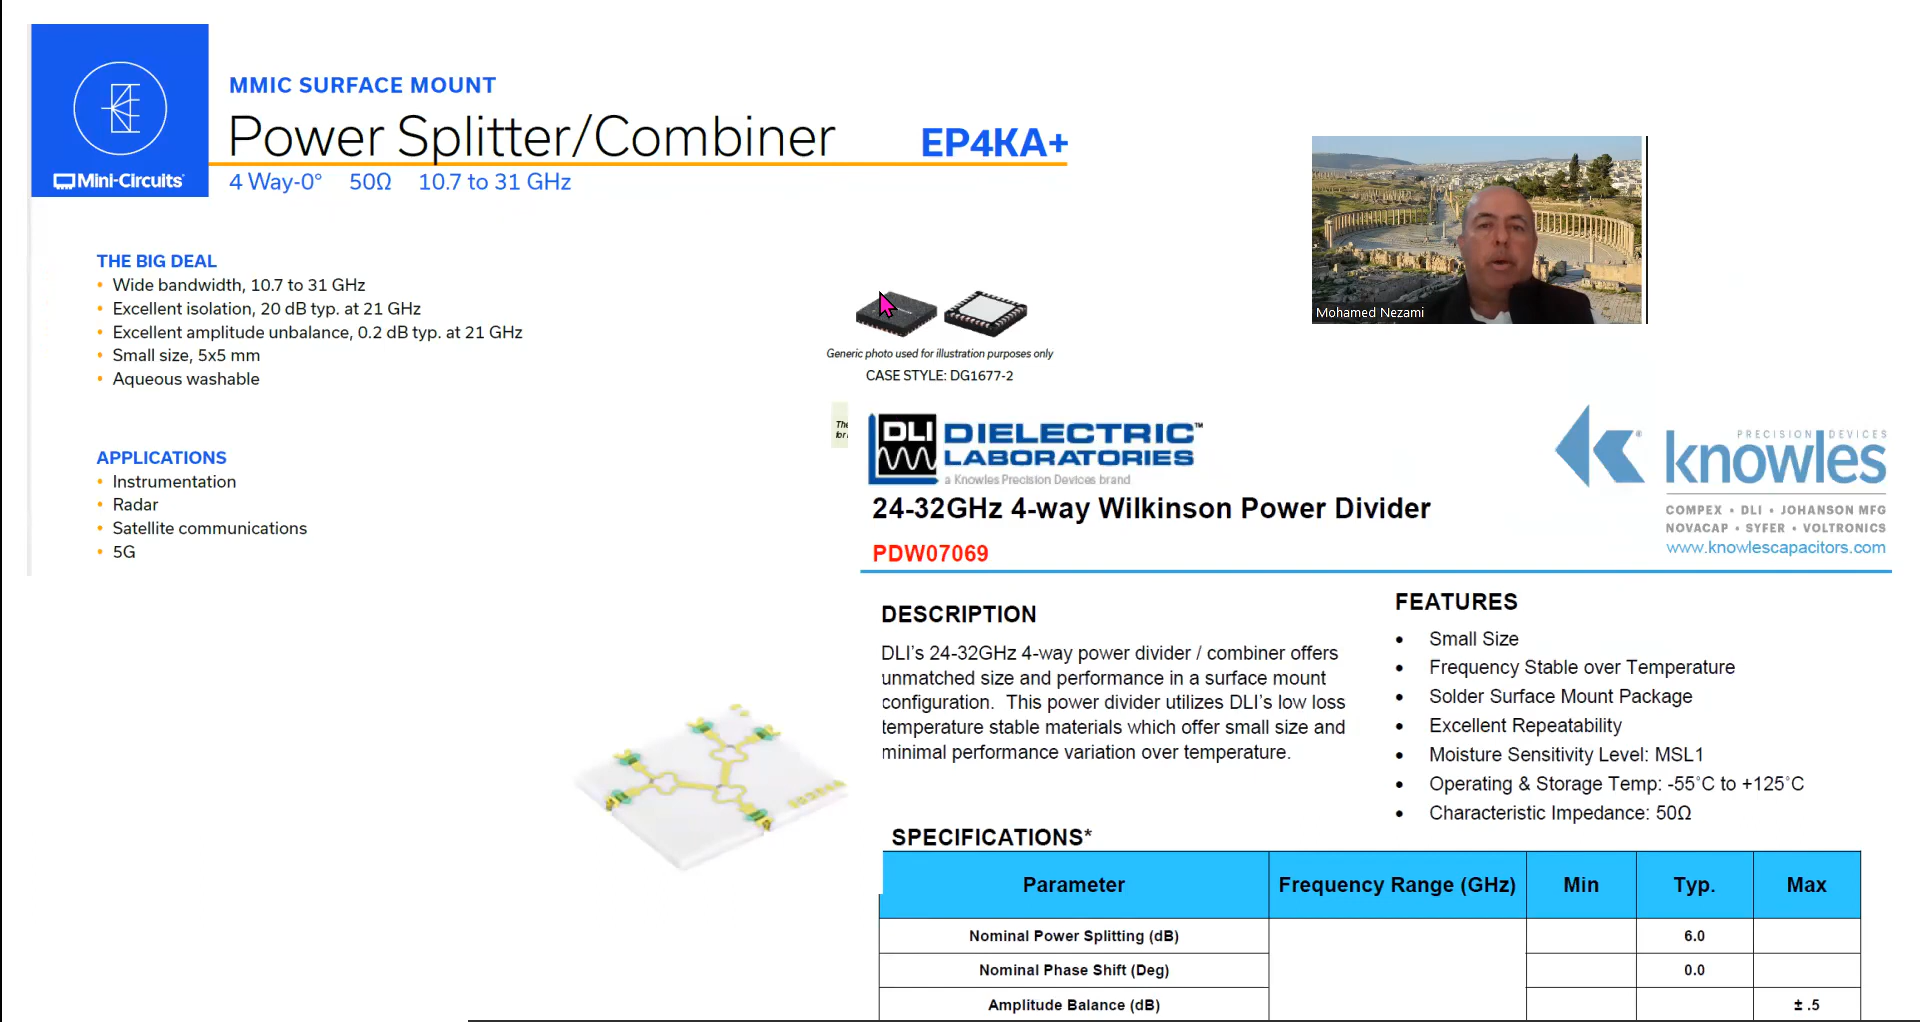 MMIC SURFACE MOUNT
Power Splitter/Combiner EP4KA+
Mini-Circuits
4 Way-0° 50Ω 10.7 to 31 GHz
THE BIG DEAL
• Wide bandwidth, 10.7 to 31 GHz
• Excellent isolation, 20 dB typ. at 21 GHz
• Excellent amplitude unbalance, 0.2 dB typ. at 21 GHz
• Small size, 5x5 mm
• Aqueous washable
Generic photo used for illustration purposes only
CASE STYLE: DG1677-2
Mohamed Nezami
APPLICATIONS
• Instrumentation
• Radar
• Satellite communications
• 5G
The
for
DLI DIELECTRIC™
LABORATORIES
a Knowles Precision Devices brand
24-32GHz 4-way Wilkinson Power Divider
PDW07069
PRECISION DEVICES
knowles
COMPEX • DLI • JOHANSON MFG
NOVACAP • SYFER • VOLTRONICS
www.knowlescapacitors.com
DESCRIPTION
DLI's 24-32GHz 4-way power divider / combiner offers
unmatched size and performance in a surface mount
configuration. This power divider utilizes DLI's low loss
temperature stable materials which offer small size and
minimal performance variation over temperature.
FEATURES
• Small Size
• Frequency Stable over Temperature
• Solder Surface Mount Package
• Excellent Repeatability
• Moisture Sensitivity Level: MSL1
• Operating & Storage Temp: -55°C to +125°C
• Characteristic Impedance: 50Ω
SPECIFICATIONS*
Parameter Frequency Range (GHz) Min Typ. Max
Nominal Power Splitting (dB) 6.0
Nominal Phase Shift (Deg) 0.0
Amplitude Balance (dB) ± .5